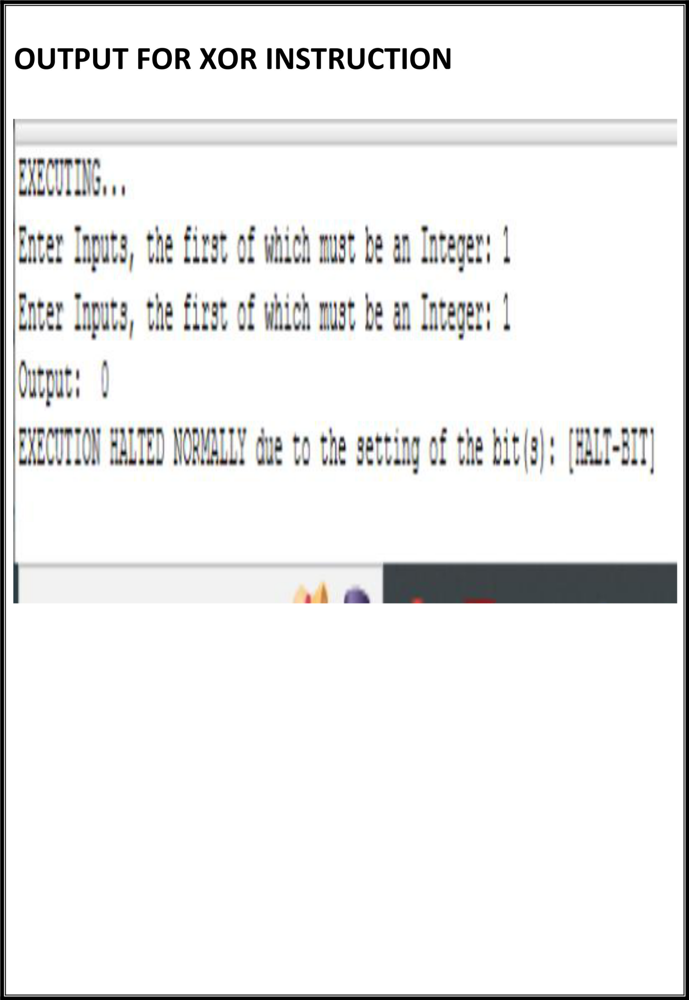 OUTPUT FOR XOR INSTRUCTION
EXECUTING...
Enter Inputs, the first of which must be an Integer: 1
Enter Inputs, the first of which must be an Integer: 1
Output:  0
EXECUTION HALTED NORMALLY due to the setting of the bit(s): [HALT-BIT]